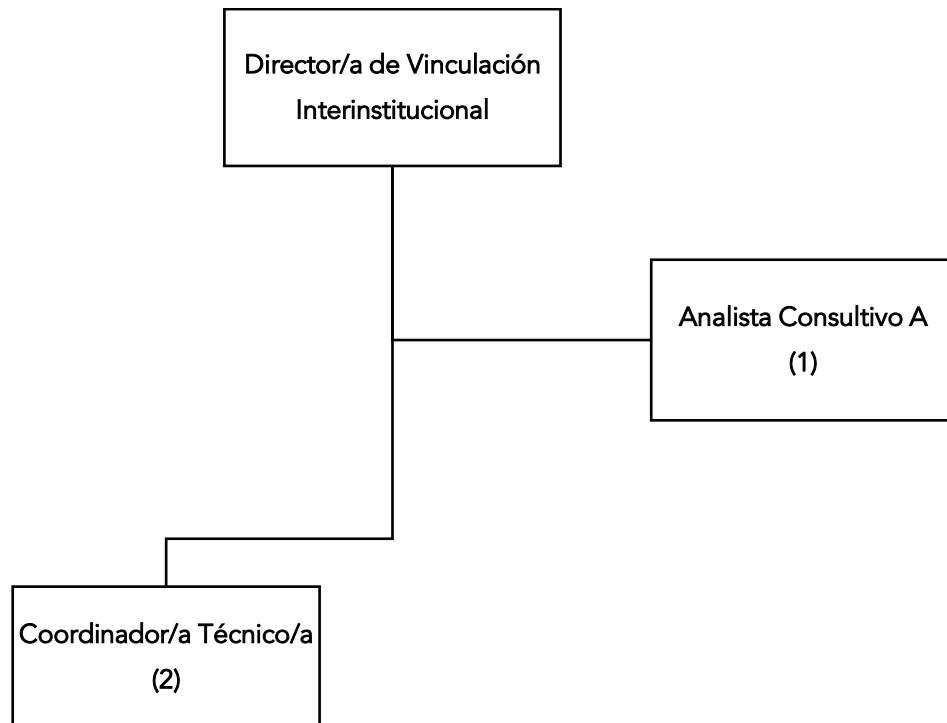 Director/a de Vinculación
Interinstitucional
Analista Consultivo A
(1)
Coordinador/a Técnico/a
(2)